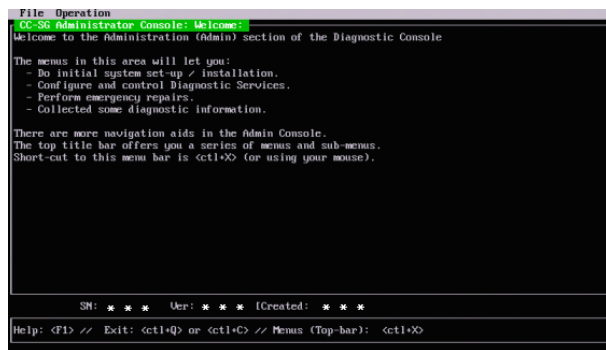 File Operation
CC-SG Administrator Console: Welcome:
Welcome to the Administration (Admin) section of the Diagnostic Console
The menus in this area will let you:
- Do initial system set-up / installation.
- Configure and control Diagnostic Services.
- Perform emergency repairs.
- Collected some diagnostic information.
There are more navigation aids in the Admin Console.
The top title bar offers you a series of menus and sub-menus.
Short-cut to this menu bar is <ctl+X> (or using your mouse).
SN: * * * Ver: * * * [Created: * * *
Help: <F1> // Exit: <ctl+Q> or <ctl+C> // Menus (Top-bar): <ctl+X>